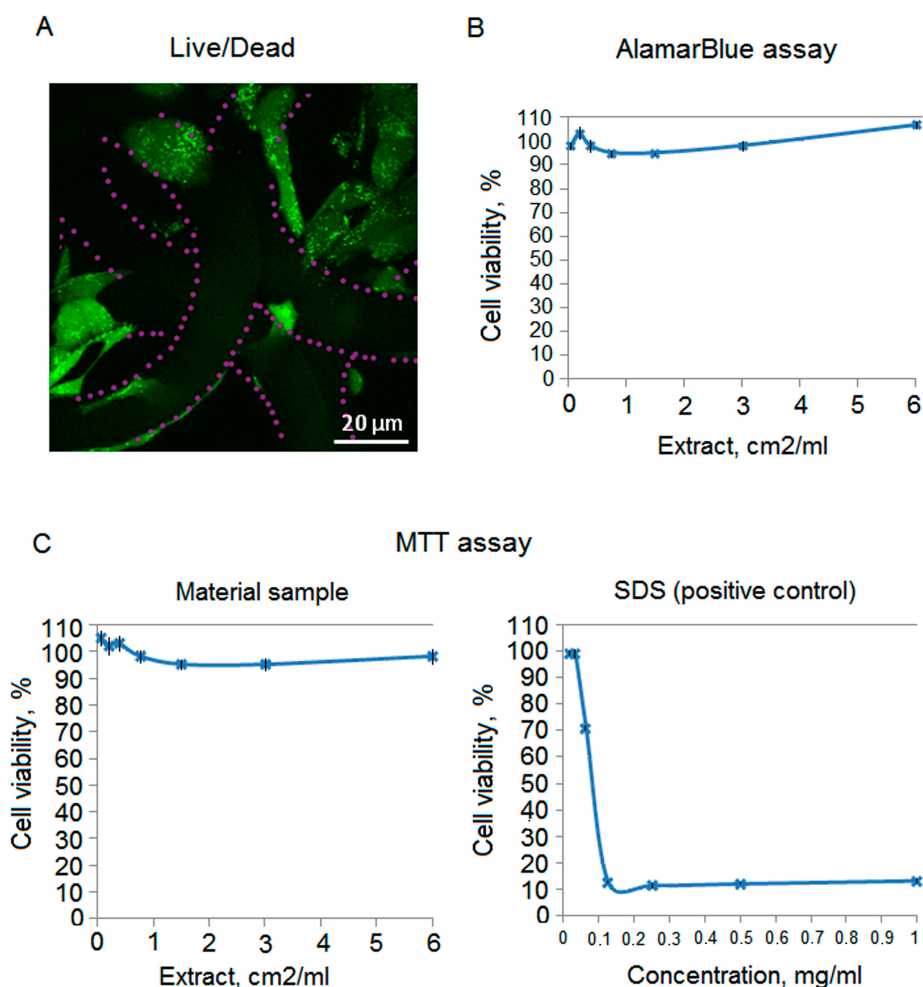 A
Live/Dead
20 µm
B
AlamarBlue assay
110
100
90
80
70
60
50
40
30
20
10
0
Cell viability, %
0 1 2 3 4 5 6
Extract, cm2/ml
C
MTT assay
Material sample
110
100
90
80
70
60
50
40
30
20
10
0
Cell viability, %
0 1 2 3 4 5 6
Extract, cm2/ml
SDS (positive control)
110
100
90
80
70
60
50
40
30
20
10
0
Cell viability, %
0 0.1 0.2 0.3 0.4 0.5 0.6 0.7 0.8 0.9 1
Concentration, mg/ml